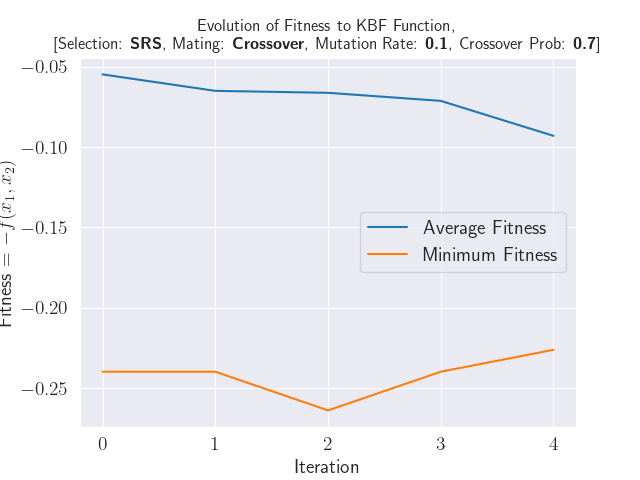 Evolution of Fitness to KBF Function,
[Selection: SRS, Mating: Crossover, Mutation Rate: 0.1, Crossover Prob: 0.7]
−0.05
−0.10
−0.15
−0.20
−0.25
Fitness = −f(x₁, x₂)
Average Fitness
Minimum Fitness
0 1 2 3 4
Iteration